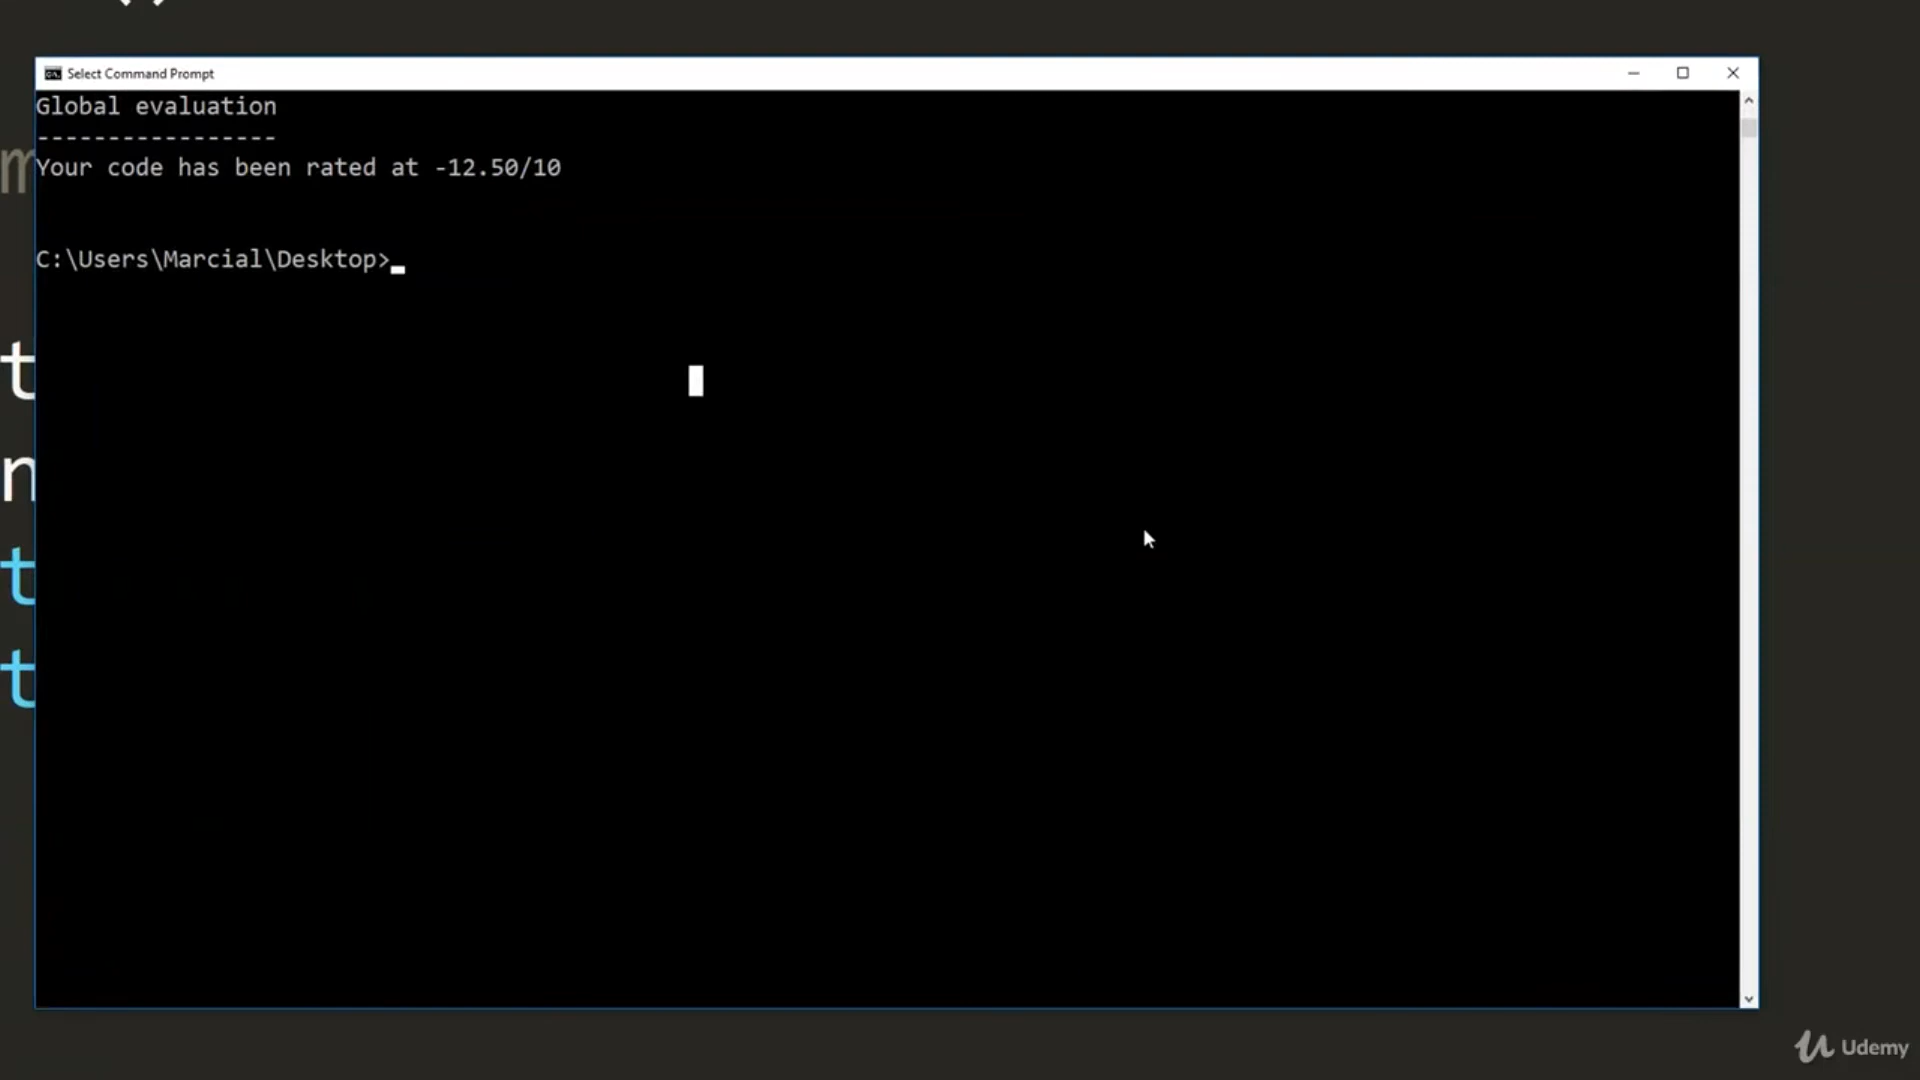 Select Command Prompt
Global evaluation
-----------------
Your code has been rated at -12.50/10
C:\Users\Marcial\Desktop>
m
t
n
t
t
Udemy